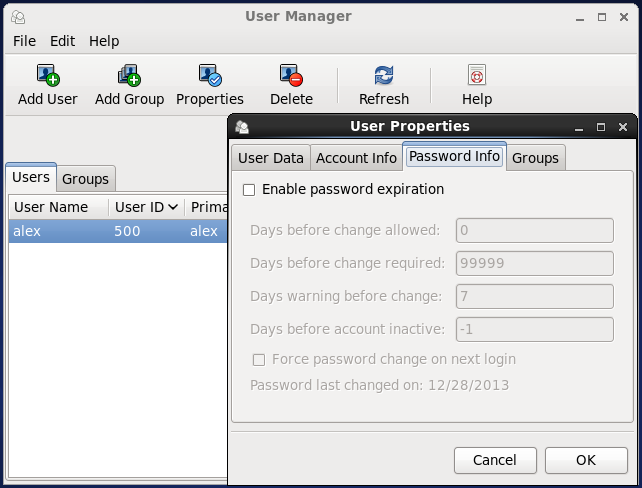 User Manager
File Edit Help
Add User Add Group Properties Delete Refresh Help
User Properties
Users Groups
User Name User ID Prima
alex 500 alex
User Data Account Info Password Info Groups
Enable password expiration
Days before change allowed: 0
Days before change required: 99999
Days warning before change: 7
Days before account inactive: -1
Force password change on next login
Password last changed on: 12/28/2013
Cancel OK